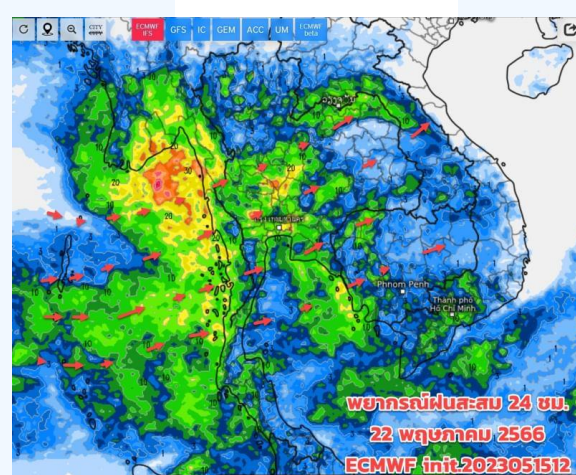 CITY
ECMWF IFS
GFS
IC
GEM
ACC
UM
ECMWF beta
Phnom Penh
Thành phố
Hồ Chí Minh
พยากรณ์ฝนสะสม 24 ชม.
22 พฤษภาคม 2566
ECMWF init.2023051512